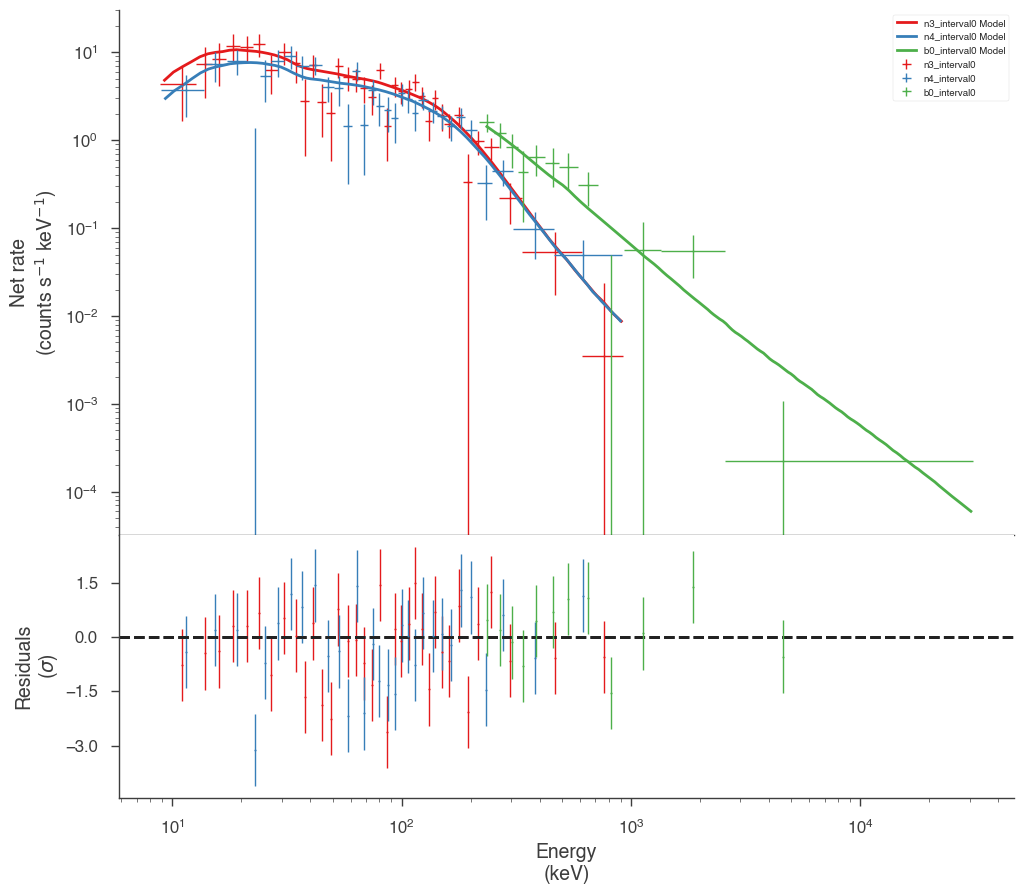 n3_interval0 Model
n4_interval0 Model
b0_interval0 Model
n3_interval0
n4_interval0
b0_interval0
Net rate
(counts s⁻¹ keV⁻¹)
10¹
10⁰
10⁻¹
10⁻²
10⁻³
10⁻⁴
Residuals
(σ)
1.5
0.0
−1.5
−3.0
10¹ 10² 10³ 10⁴
Energy
(keV)